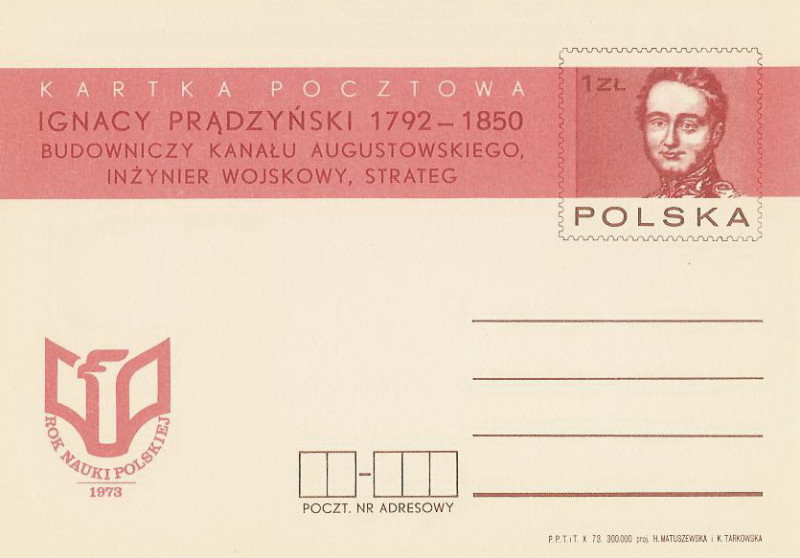 KARTKA POCZTOWA
IGNACY PRĄDZYŃSKI 1792 – 1850
BUDOWNICZY KANAŁU AUGUSTOWSKIEGO,
INŻYNIER WOJSKOWY, STRATEG
1 ZŁ
POLSKA
ROK NAUKI POLSKIEJ
1973
POCZT. NR ADRESOWY
P.P.T.iT. X 73. 300.000 proj. H. MATUSZEWSKA i K. TARKOWSKA